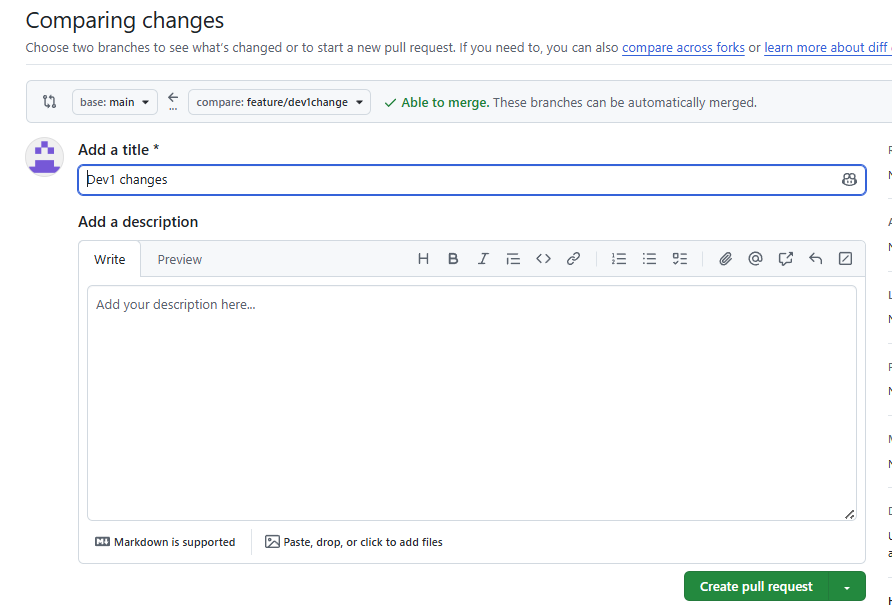 Comparing changes
Choose two branches to see what's changed or to start a new pull request. If you need to, you can also compare across forks or learn more about diff
base: main ← ... compare: feature/dev1change ✓ Able to merge. These branches can be automatically merged.
Add a title *
Dev1 changes
Add a description
Write Preview
Add your description here...
Markdown is supported Paste, drop, or click to add files
Create pull request